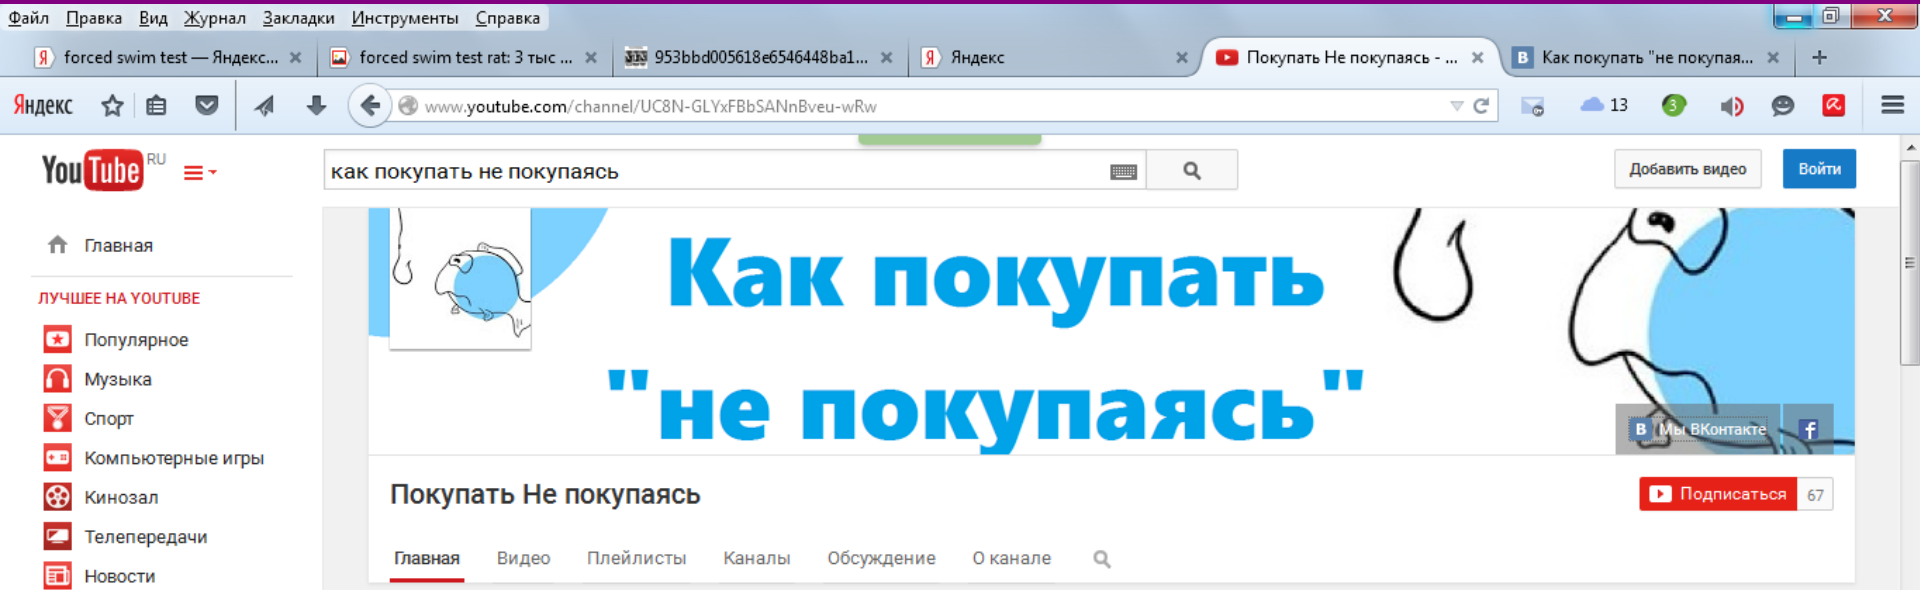 Файл Правка Вид Журнал Закладки Инструменты Справка
forced swim test — Яндекс...
forced swim test rat: 3 тыс ...
953bbd005618e6546448ba1...
Яндекс
Покупать Не покупаясь - ...
Как покупать "не покупая...
Яндекс
www.youtube.com/channel/UC8N-GLYxFBbSANnBveu-wRw
13
3
YouTube RU
как покупать не покупаясь
Добавить видео
Войти
Главная
ЛУЧШЕЕ НА YOUTUBE
Популярное
Музыка
Спорт
Компьютерные игры
Кинозал
Телепередачи
Новости
Как покупать
"не покупаясь"
Мы ВКонтакте
Покупать Не покупаясь
Подписаться 67
Главная Видео Плейлисты Каналы Обсуждение О канале